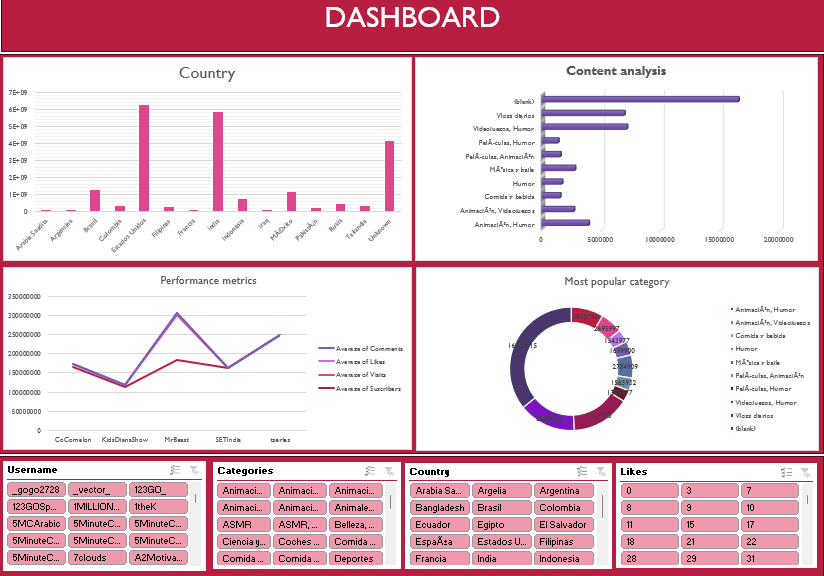 DASHBOARD
Country
7E+09
6E+09
5E+09
4E+09
3E+09
2E+09
1E+09
0
Arabia Saudita
Argentina
Brasil
Colombia
Estados Unidos
Filipinas
Francia
India
Indonesia
Iraq
Rusia
Tailandia
Unknown
Content analysis
(blank)
Vlogs diarios
Videojuegos, Humor
PelÃ­culas, Humor
PelÃ­culas, AnimaciÃ³n
MÃºsica y baile
Humor
Comida y bebida
AnimaciÃ³n, Videojuegos
AnimaciÃ³n, Humor
0 5000000 10000000 15000000 20000000
Performance metrics
350000000
300000000
250000000
200000000
150000000
100000000
50000000
0
CoComelon KidsDianaShow MrBeast SETIndia tseries
Average of Comments
Average of Likes
Average of Visits
Average of Suscribers
Most popular category
2695997
1543977
1699900
2784909
1565922
AnimaciÃ³n, Humor
AnimaciÃ³n, Videojuegos
Comida y bebida
Humor
MÃºsica y baile
PelÃ­culas, AnimaciÃ³n
PelÃ­culas, Humor
Videojuegos, Humor
Vlogs diarios
(blank)
Username
_gogo2728 _vector_ 123GO_
123GOSp... 1MILLION... 1theK
5MCArabic 5MinuteC... 5MinuteC...
5MinuteC... 5MinuteC... 5MinuteC...
5MinuteC... 7clouds A2Motiva...
Categories
Animaci... Animaci... Animaci...
Animaci... Animaci... Animale...
ASMR ASMR, ... Belleza, ...
Ciencia y... Coches ... Comida ...
Comida ... Comida ... Deportes
Country
Arabia Sa... Argelia Argentina
Bangladesh Brasil Colombia
Ecuador Egipto El Salvador
EspaÃ±a Estados U... Filipinas
Francia India Indonesia
Likes
0 3 7
8 9 10
11 15 17
18 21 22
28 29 31